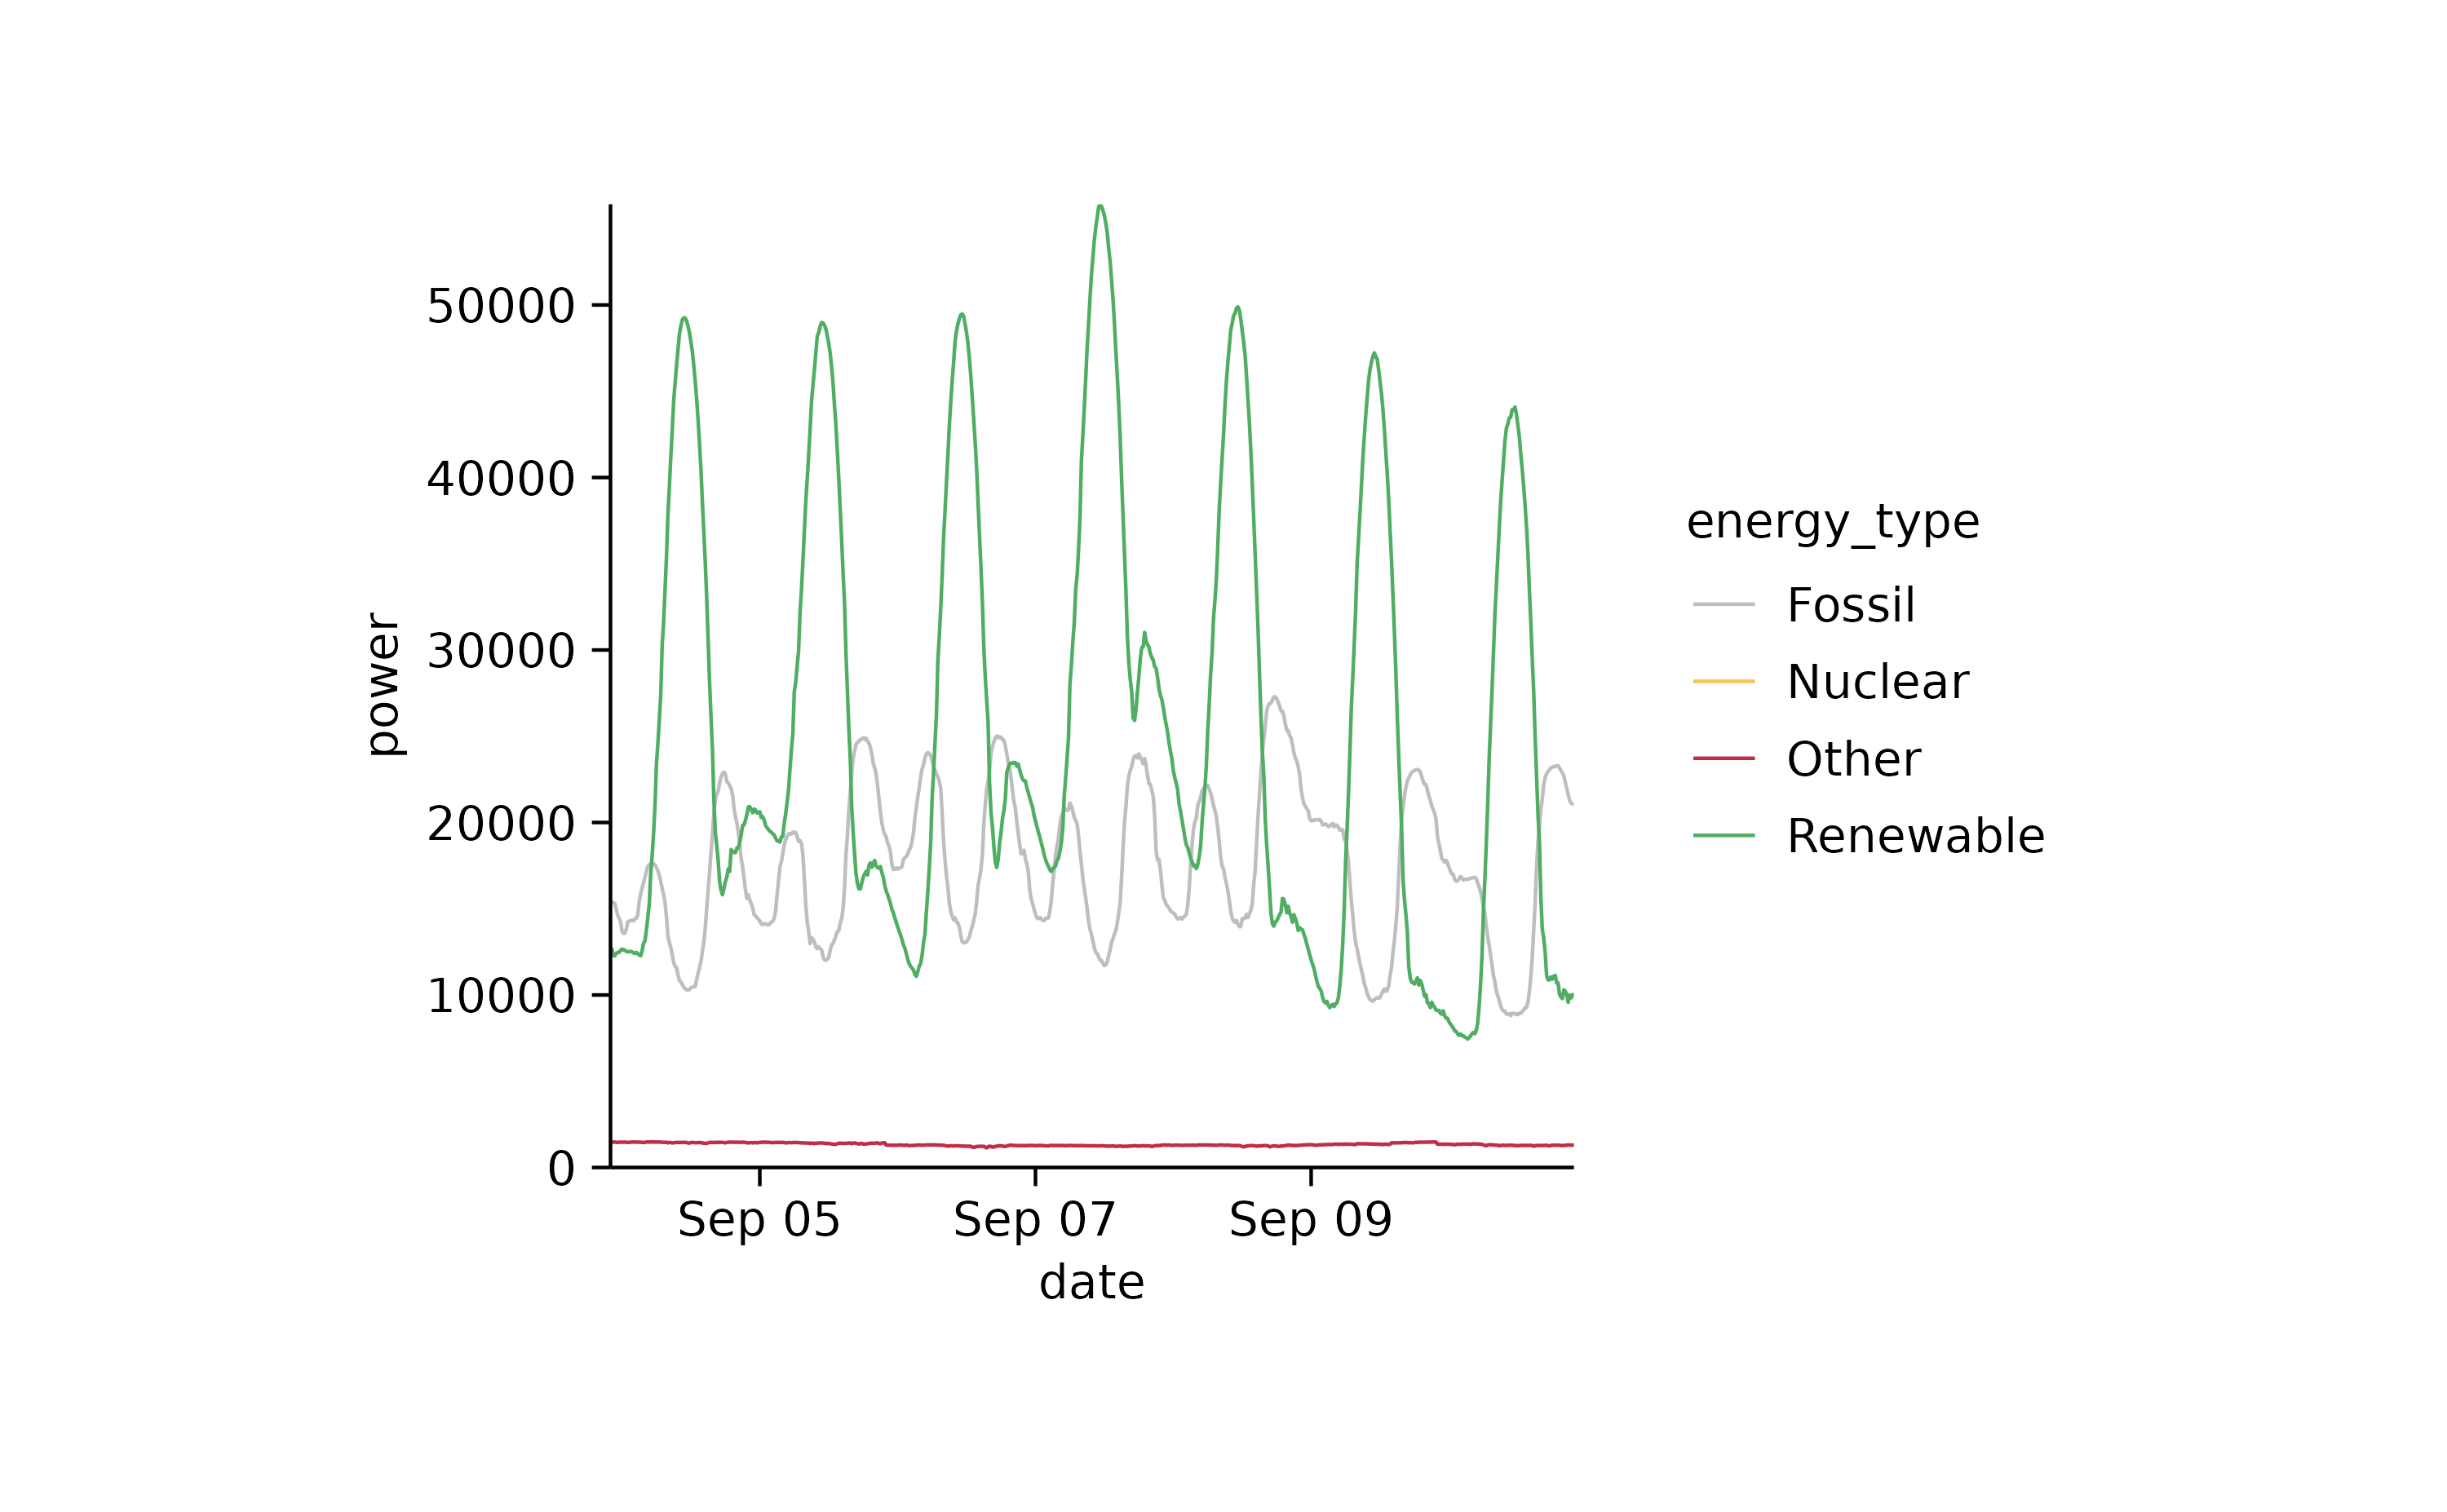 50000
40000
30000
20000
10000
0
power
Sep 05 Sep 07 Sep 09
date
energy_type
Fossil
Nuclear
Other
Renewable